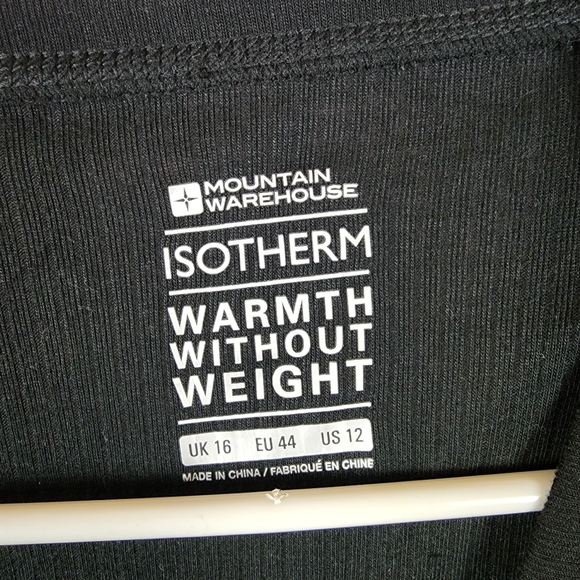 MOUNTAIN
WAREHOUSE
ISOTHERM
WARMTH
WITHOUT
WEIGHT
UK 16 EU 44 US 12
MADE IN CHINA / FABRIQUÉ EN CHINE